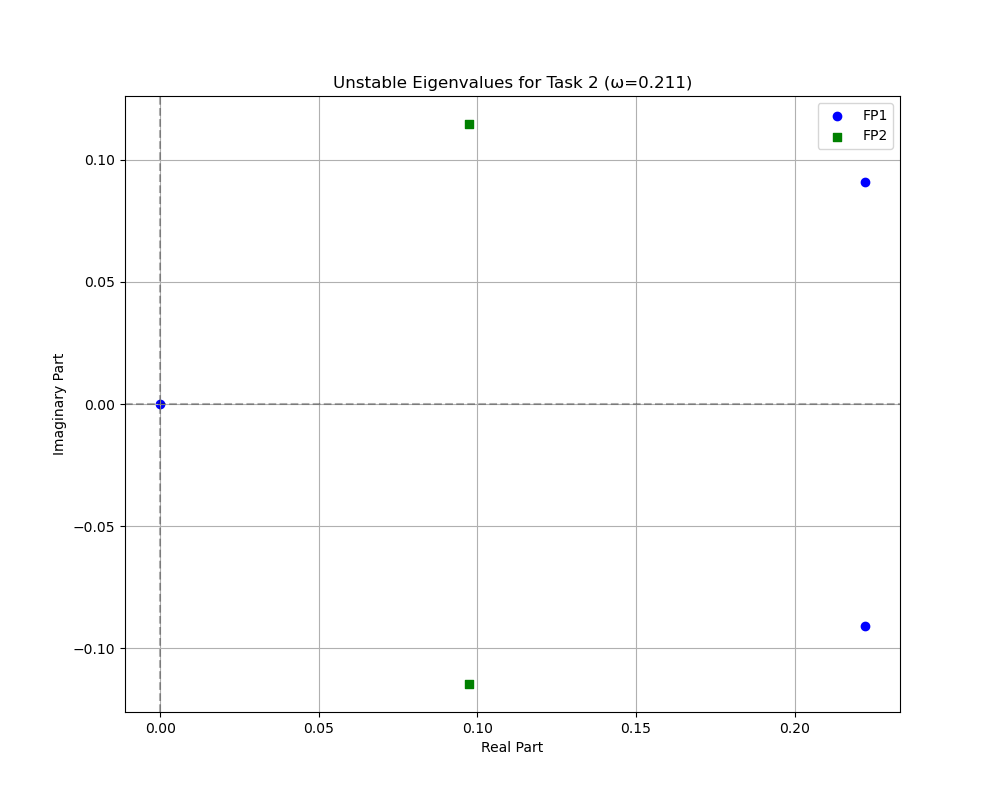 Unstable Eigenvalues for Task 2 (ω=0.211)
FP1
FP2
0.10
0.05
0.00
−0.05
−0.10
Imaginary Part
0.00
0.05
0.10
0.15
0.20
Real Part